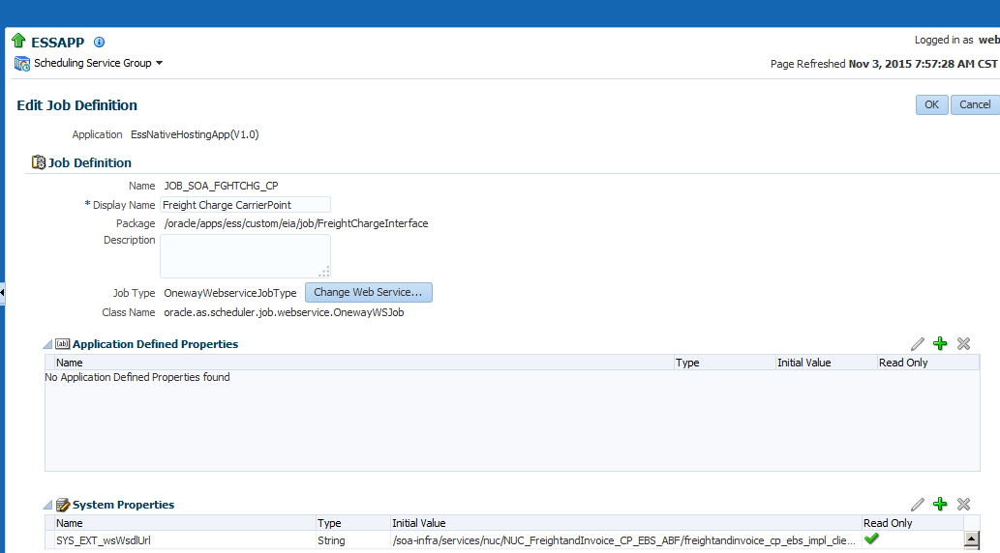 ESSAPP
Logged in as web
Scheduling Service Group
Page Refreshed Nov 3, 2015 7:57:28 AM CST
Edit Job Definition
OK Cancel
Application EssNativeHostingApp(V1.0)
Job Definition
Name JOB_SOA_FGHTCHG_CP
* Display Name Freight Charge CarrierPoint
Package /oracle/apps/ess/custom/eia/job/FreightChargeInterface
Description
Job Type OnewayWebserviceJobType Change Web Service...
Class Name oracle.as.scheduler.job.webservice.OnewayWSJob
Application Defined Properties
Name Type Initial Value Read Only
No Application Defined Properties found
System Properties
Name Type Initial Value Read Only
SYS_EXT_wsWsdlUrl String /soa-infra/services/nuc/NUC_FreightandInvoice_CP_EBS_ABF/freightandinvoice_cp_ebs_impl_clie...